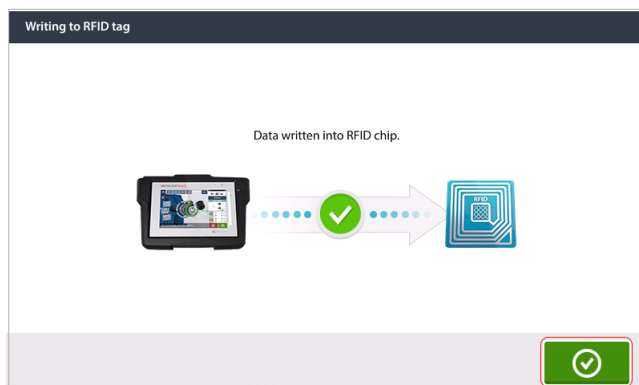 Writing to RFID tag
Data written into RFID chip.
RFID